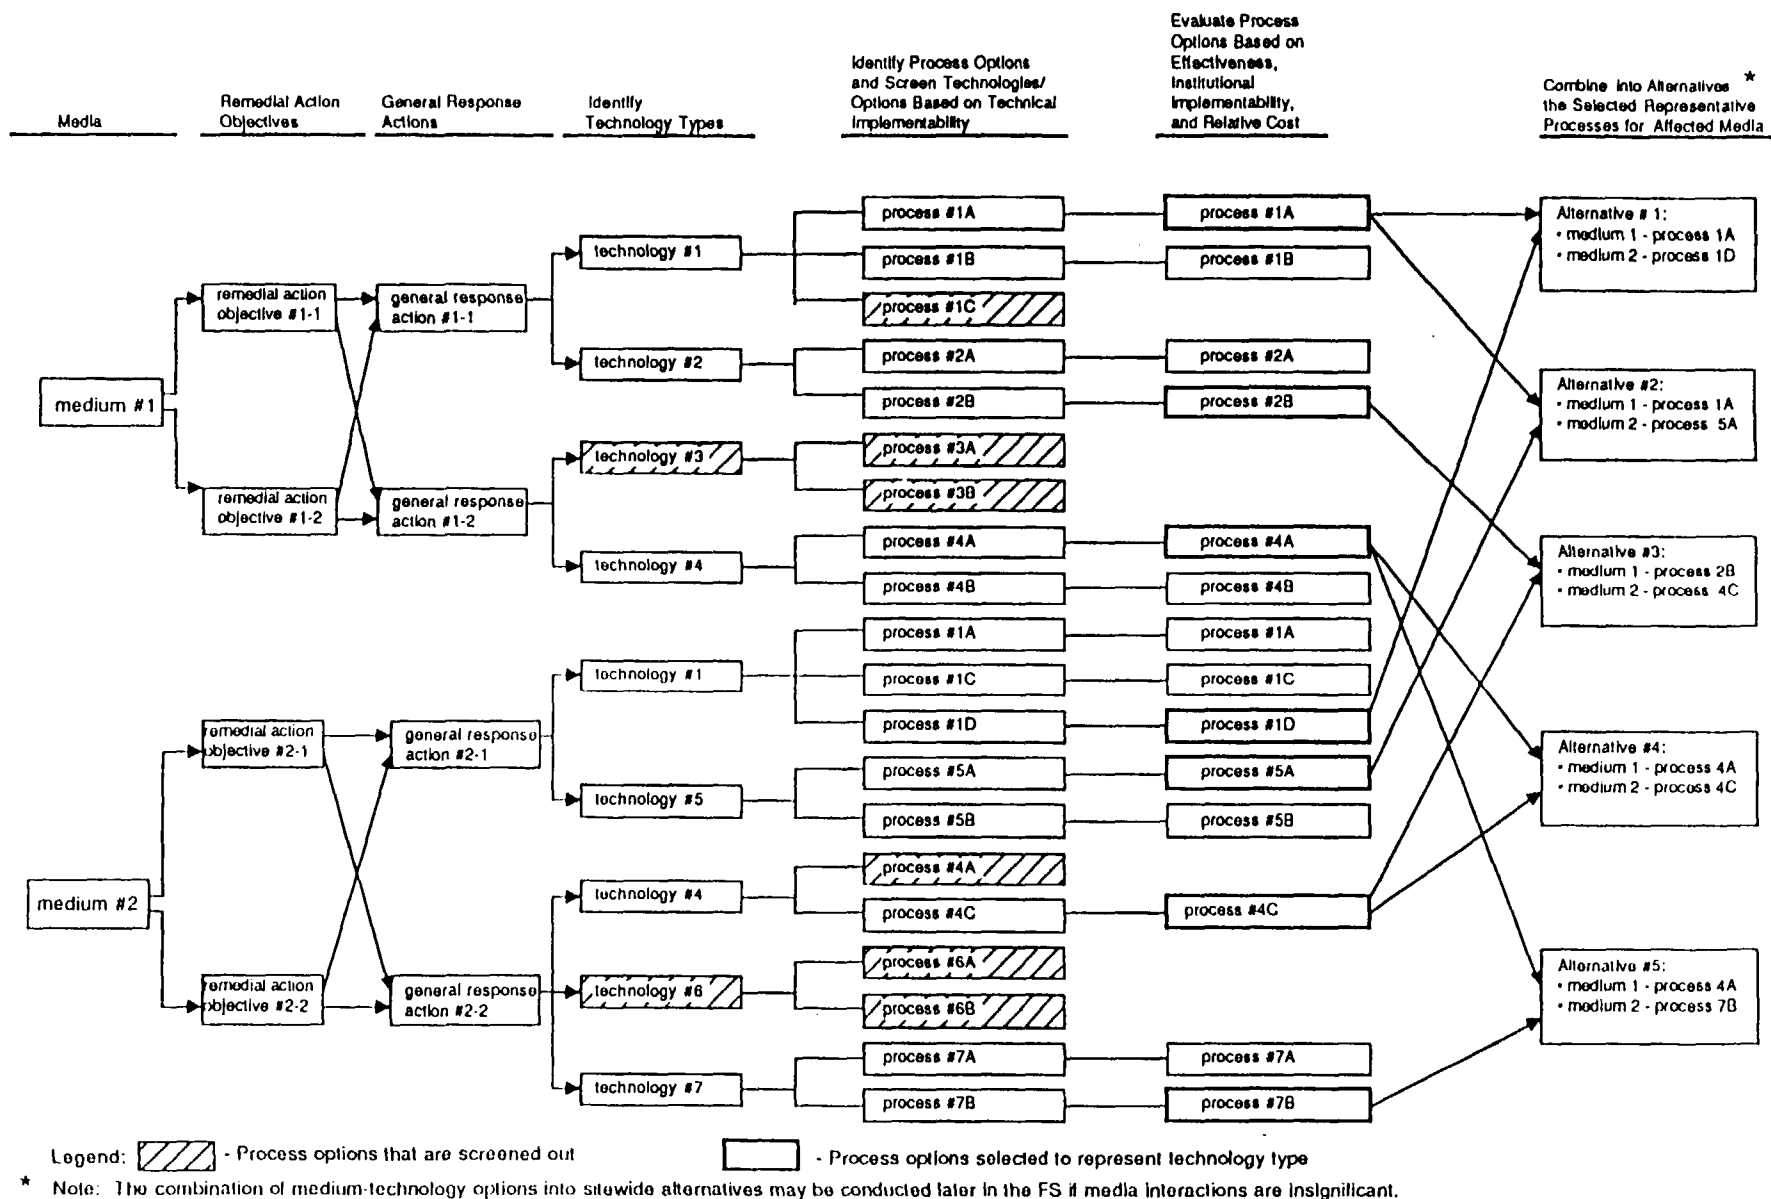 Media
Remedial Action
Objectives
General Response
Actions
Identify
Technology Types
Identify Process Options
and Screen Technologies/
Options Based on Technical
Implementability
Evaluate Process
Options Based on
Effectiveness,
Institutional
Implementability,
and Relative Cost
Combine into Alternatives *
the Selected Representative
Processes for Affected Media
medium #1
remedial action
objective #1-1
remedial action
objective #1-2
general response
action #1-1
general response
action #1-2
technology #1
technology #2
technology #3
technology #4
process #1A
process #1B
process #1C
process #2A
process #2B
process #3A
process #3B
process #4A
process #4B
process #1A
process #1B
process #2A
process #2B
process #4A
process #4B
medium #2
remedial action
objective #2-1
remedial action
objective #2-2
general response
action #2-1
general response
action #2-2
technology #1
technology #5
technology #4
technology #6
technology #7
process #1A
process #1C
process #1D
process #5A
process #5B
process #4A
process #4C
process #6A
process #6B
process #7A
process #7B
process #1A
process #1C
process #1D
process #5A
process #5B
process #4C
process #7A
process #7B
Alternative # 1:
• medium 1 - process 1A
• medium 2 - process 1D
Alternative #2:
• medium 1 - process 1A
• medium 2 - process 5A
Alternative #3:
• medium 1 - process 2B
• medium 2 - process 4C
Alternative #4:
• medium 1 - process 4A
• medium 2 - process 4C
Alternative #5:
• medium 1 - process 4A
• medium 2 - process 7B
Legend: - Process options that are screened out - Process options selected to represent technology type
* Note: The combination of medium-technology options into sitewide alternatives may be conducted later in the FS if media interactions are insignificant.